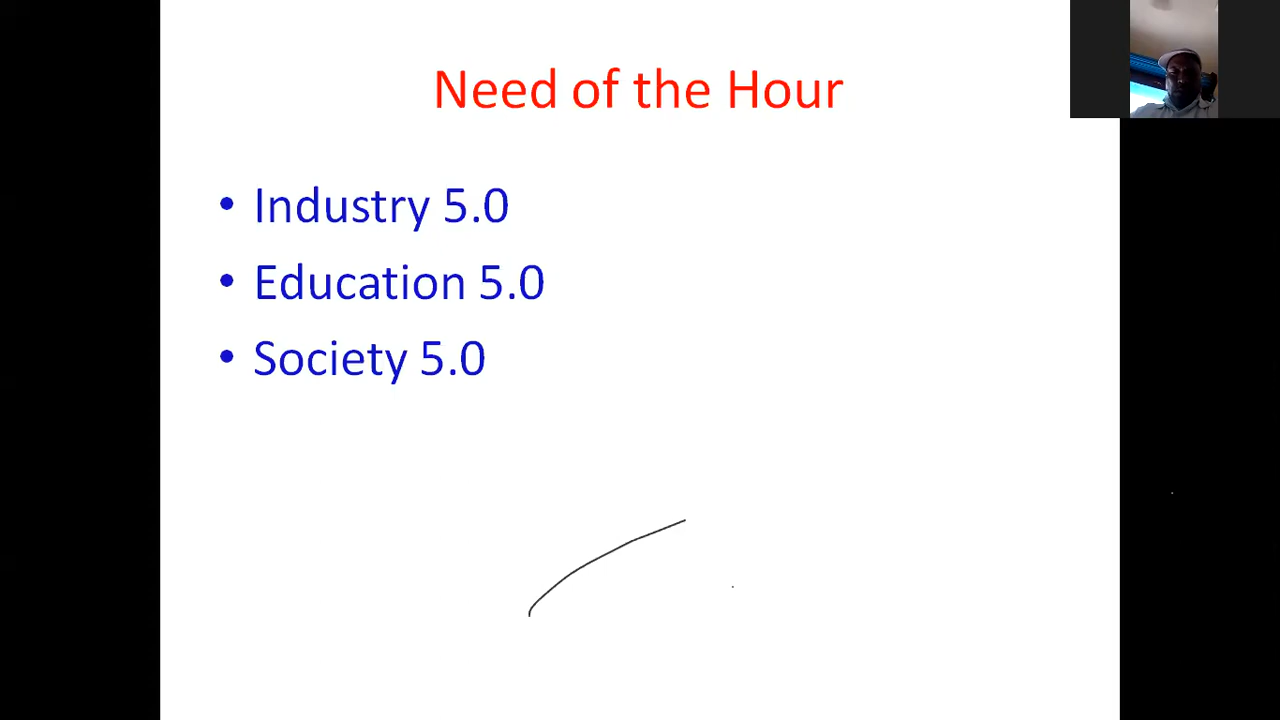 Need of the Hour
• Industry 5.0
• Education 5.0
• Society 5.0